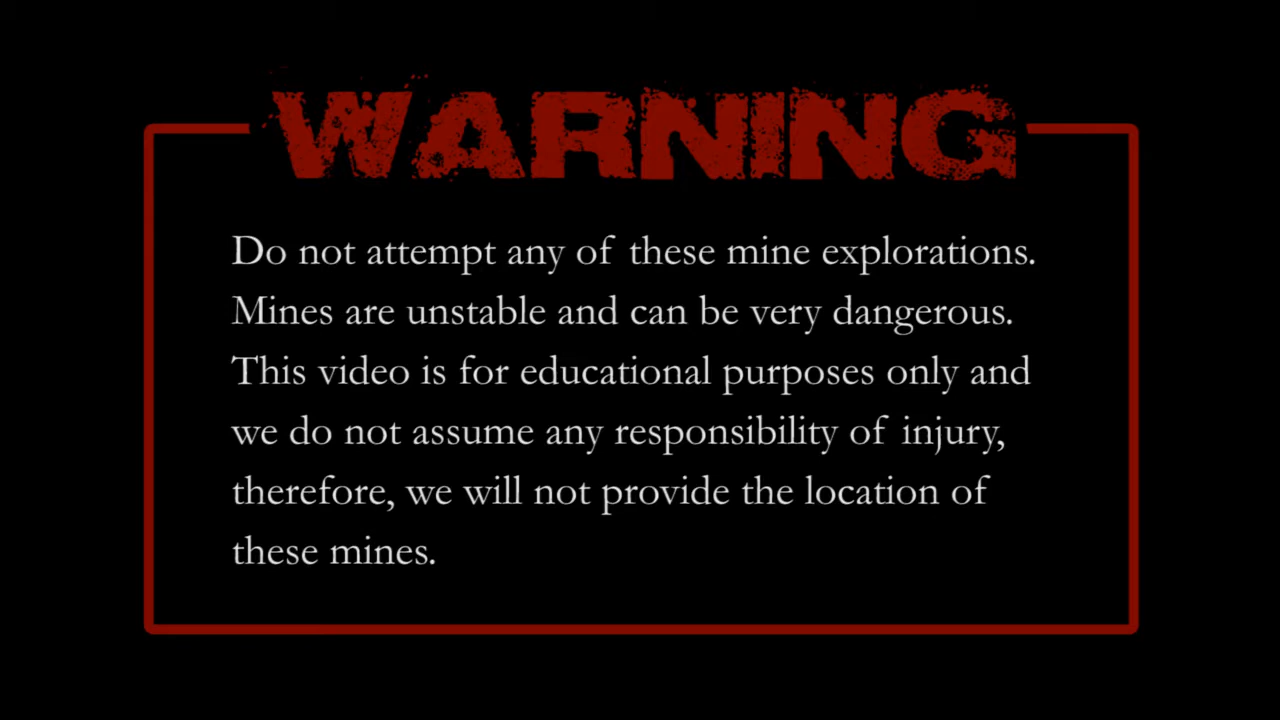 WARNING
Do not attempt any of these mine explorations.
Mines are unstable and can be very dangerous.
This video is for educational purposes only and
we do not assume any responsibility of injury,
therefore, we will not provide the location of
these mines.